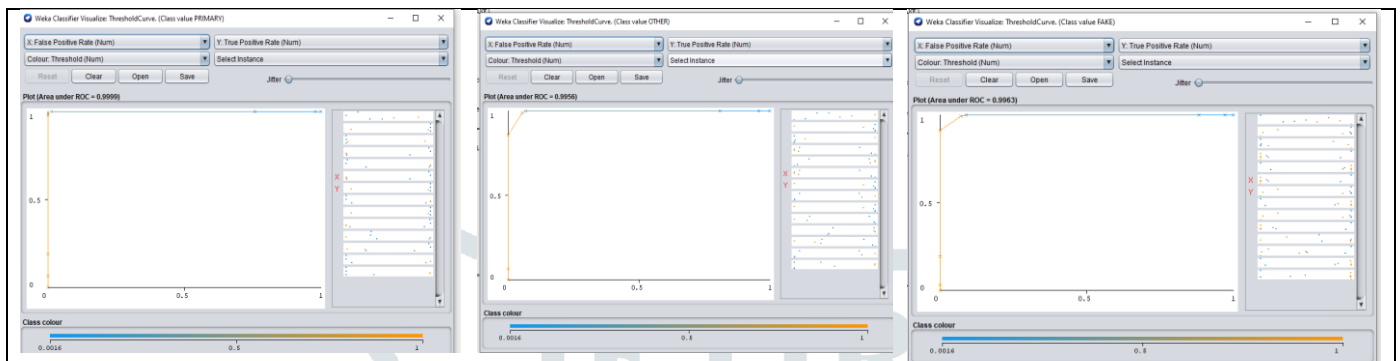 Weka Classifier Visualize: ThresholdCurve. (Class value PRIMARY)
X: False Positive Rate (Num)
Y: True Positive Rate (Num)
Colour: Threshold (Num)
Select Instance
Reset
Clear
Open
Save
Jitter
Plot (Area under ROC = 0.9999)
1
0.5
0
0
0.5
1
X
Y
Class colour
0.0016
0.5
1
Weka Classifier Visualize: ThresholdCurve. (Class value OTHER)
X: False Positive Rate (Num)
Y: True Positive Rate (Num)
Colour: Threshold (Num)
Select Instance
Reset
Clear
Open
Save
Jitter
Plot (Area under ROC = 0.9956)
1
0.5
0
0
0.5
1
X
Y
Class colour
0.0016
0.5
1
Weka Classifier Visualize: ThresholdCurve. (Class value FAKE)
X: False Positive Rate (Num)
Y: True Positive Rate (Num)
Colour: Threshold (Num)
Select Instance
Reset
Clear
Open
Save
Jitter
Plot (Area under ROC = 0.9963)
1
0.5
0
0
0.5
1
X
Y
Class colour
0.0016
0.5
1